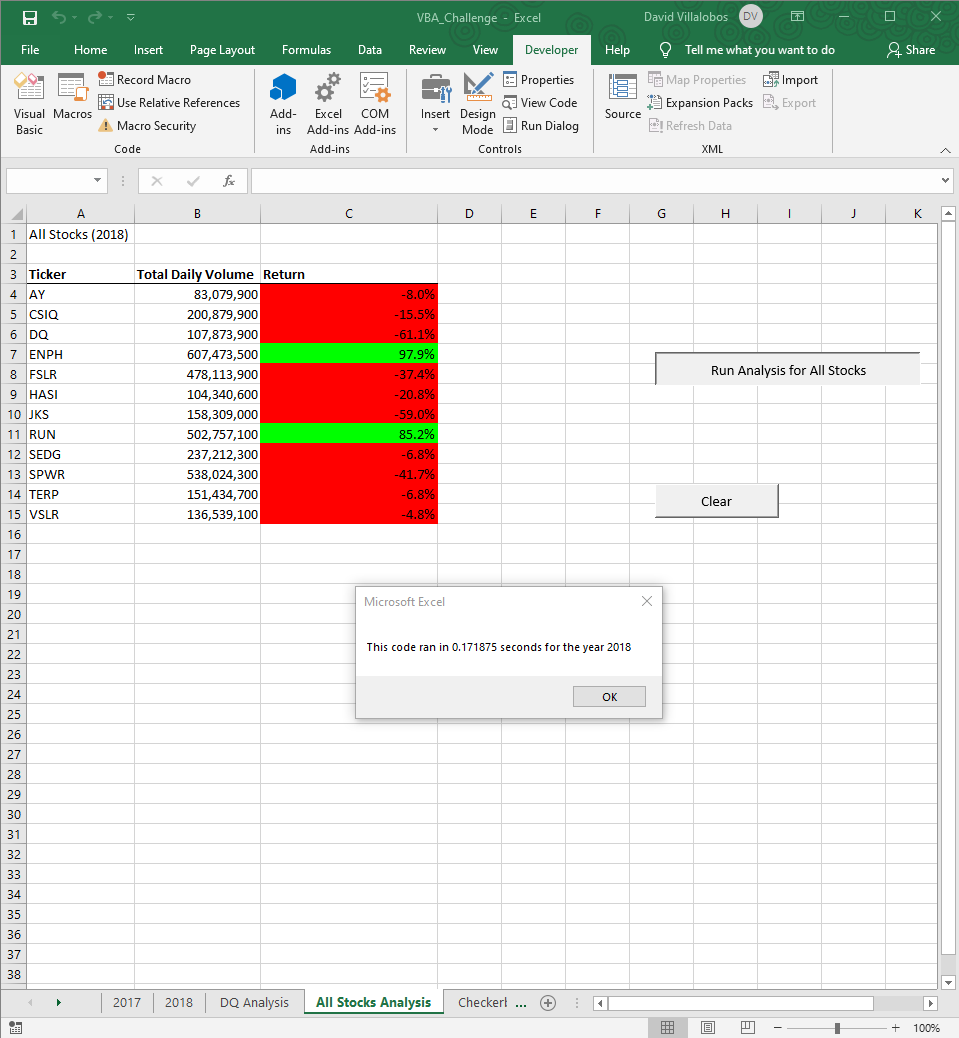 VBA_Challenge - Excel David Villalobos DV
File Home Insert Page Layout Formulas Data Review View Developer Help Tell me what you want to do Share
Visual Basic
Macros
Record Macro
Use Relative References
Macro Security
Code
Add-ins
Excel Add-ins
COM Add-ins
Add-ins
Insert
Design Mode
Properties
View Code
Run Dialog
Controls
Source
Map Properties
Expansion Packs
Refresh Data
Import
Export
XML
fx
A B C D E F G H I J K
1 All Stocks (2018)
2
3 Ticker Total Daily Volume Return
4 AY 83,079,900 -8.0%
5 CSIQ 200,879,900 -15.5%
6 DQ 107,873,900 -61.1%
7 ENPH 607,473,500 97.9%
8 FSLR 478,113,900 -37.4%
9 HASI 104,340,600 -20.8%
10 JKS 158,309,000 -59.0%
11 RUN 502,757,100 85.2%
12 SEDG 237,212,300 -6.8%
13 SPWR 538,024,300 -41.7%
14 TERP 151,434,700 -6.8%
15 VSLR 136,539,100 -4.8%
Run Analysis for All Stocks
Clear
16
17
18
19
20
21
22
23
24
25
26
27
28
29
30
31
32
33
34
35
36
37
38
Microsoft Excel
This code ran in 0.171875 seconds for the year 2018
OK
2017 2018 DQ Analysis All Stocks Analysis Checkerb ...
100%